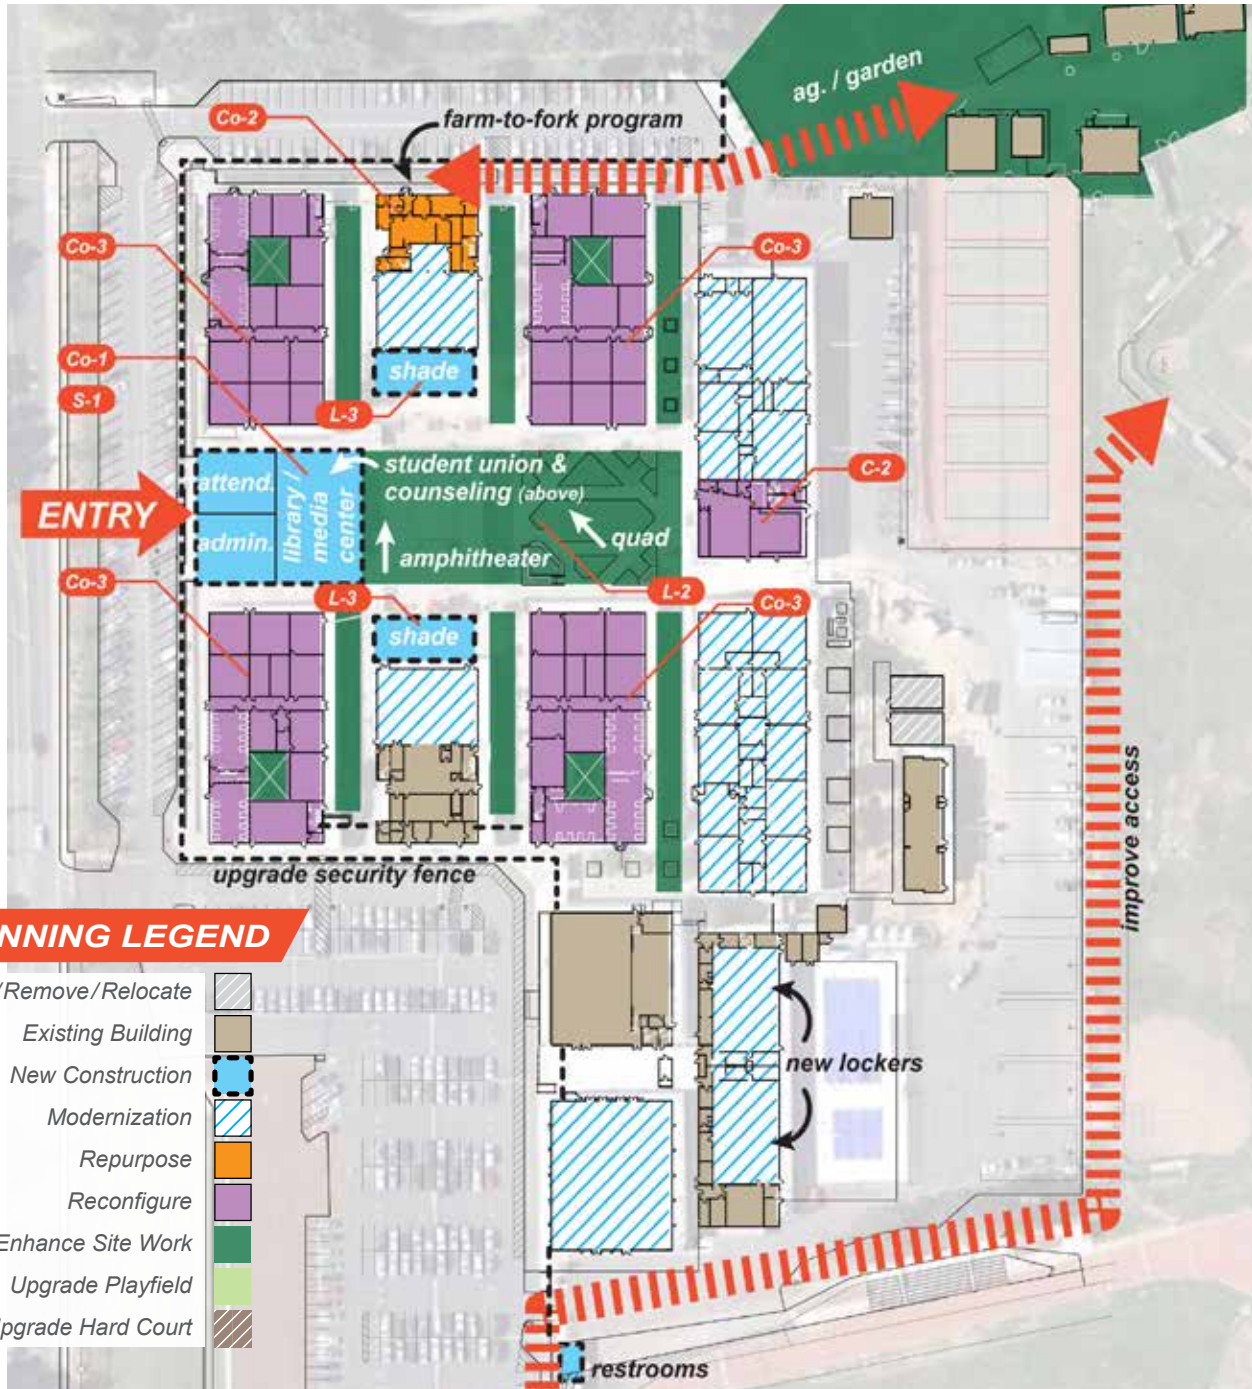 ag. / garden
Co-2
farm-to-fork program
Co-3
Co-3
Co-1
shade
S-1
L-3
attend.
library /
media
center
student union &
counseling (above)
C-2
ENTRY
admin.
amphitheater
quad
Co-3
L-3
L-2
Co-3
shade
improve access
upgrade security fence
NNING LEGEND
/Remove/Relocate
Existing Building
New Construction
Modernization
Repurpose
Reconfigure
Enhance Site Work
Upgrade Playfield
Upgrade Hard Court
new lockers
restrooms